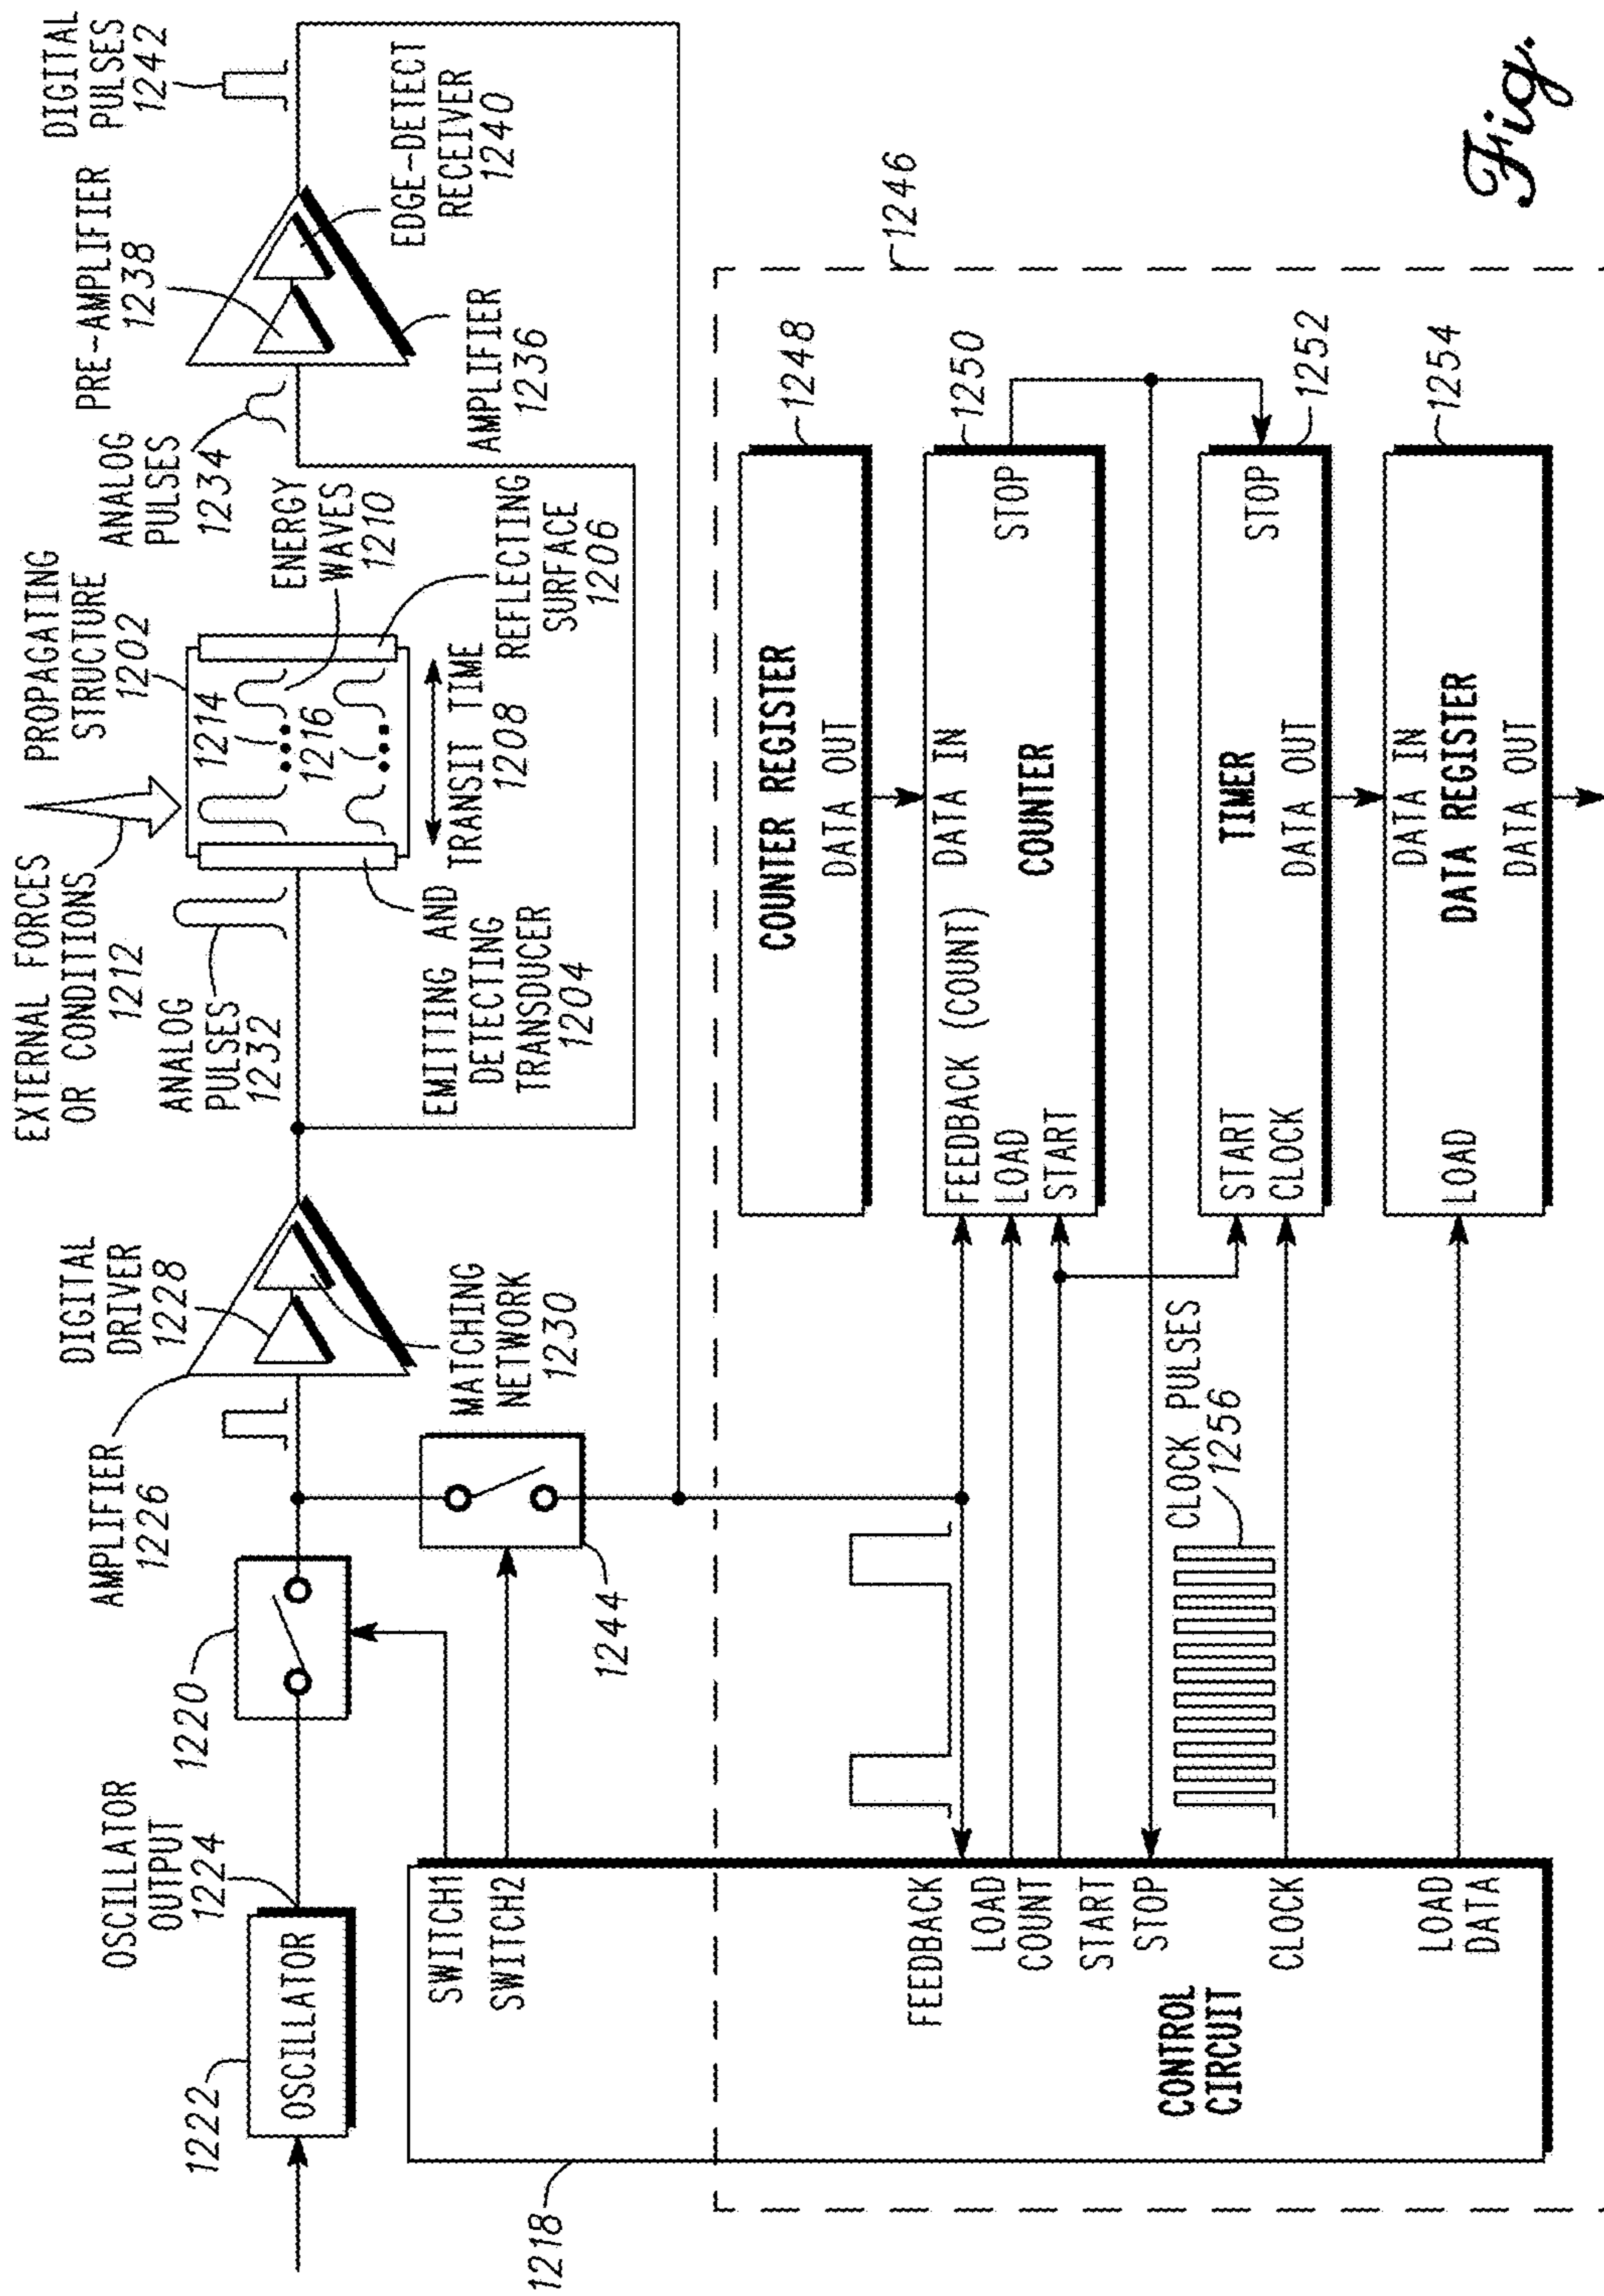 EXTERNAL FORCES
OR CONDITIONS
1212
PROPAGATING
STRUCTURE
1202
ANALOG
PULSES
1234
PRE-AMPLIFIER
1238
DIGITAL
PULSES
1242
OSCILLATOR
OUTPUT
1224
1220
AMPLIFIER
1226
DIGITAL
DRIVER
1228
ANALOG
PULSES
1232
1214
1216
ENERGY
WAVES
1210
1222
OSCILLATOR
MATCHING
NETWORK
1230
EMITTING AND
DETECTING
TRANSDUCER
1204
TRANSIT TIME
1208
REFLECTING
SURFACE
1206
AMPLIFIER
1236
EDGE-DETECT
RECEIVER
1240
1218
SWITCH1
SWITCH2
1244
1246
COUNTER REGISTER
DATA OUT
1248
FEEDBACK
LOAD
COUNT
START
STOP
CLOCK
LOAD
DATA
CONTROL
CIRCUIT
FEEDBACK (COUNT)
LOAD
START
DATA IN
COUNTER
STOP
1250
CLOCK PULSES
1256
START
CLOCK
TIMER
DATA OUT
STOP
1252
LOAD
DATA IN
DATA REGISTER
DATA OUT
1254
Fig.